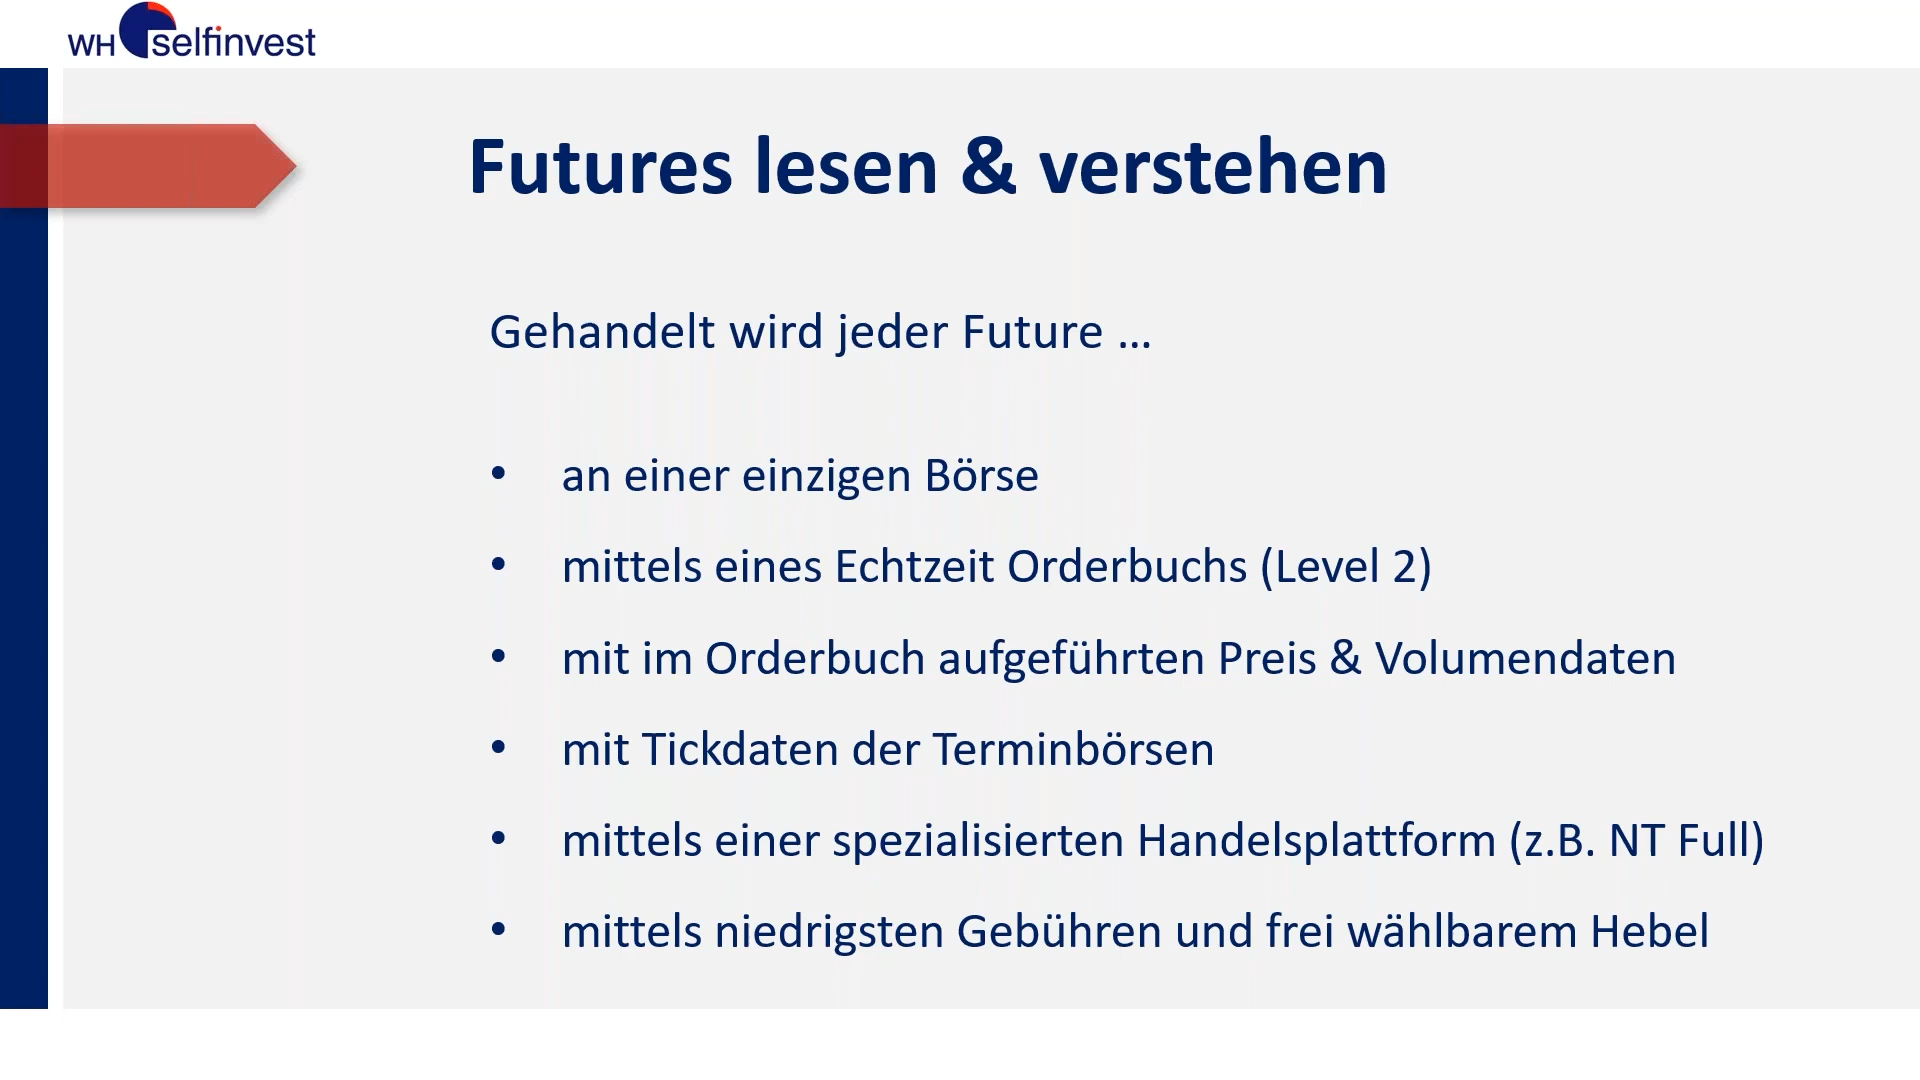 WH selfinvest
Futures lesen & verstehen
Gehandelt wird jeder Future ...
• an einer einzigen Börse
• mittels eines Echtzeit Orderbuchs (Level 2)
• mit im Orderbuch aufgeführten Preis & Volumendaten
• mit Tickdaten der Terminbörsen
• mittels einer spezialisierten Handelsplattform (z.B. NT Full)
• mittels niedrigsten Gebühren und frei wählbarem Hebel